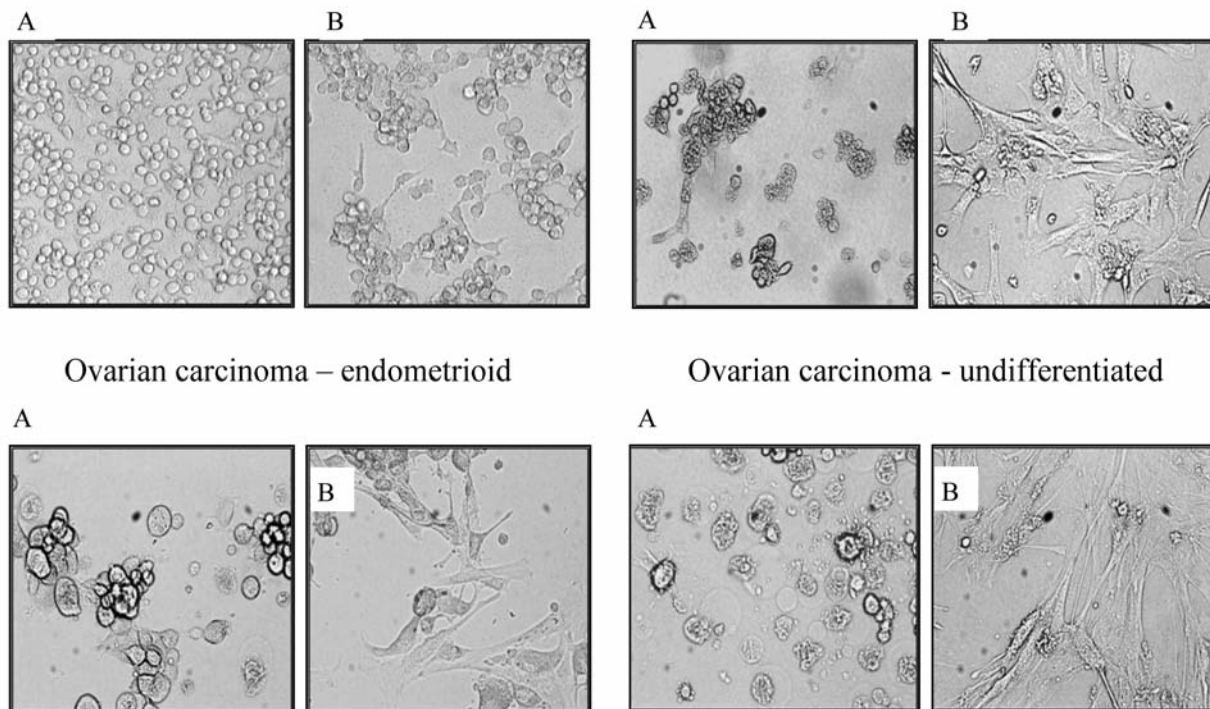 A B A B
Ovarian carcinoma – endometrioid Ovarian carcinoma - undifferentiated
A A
B B